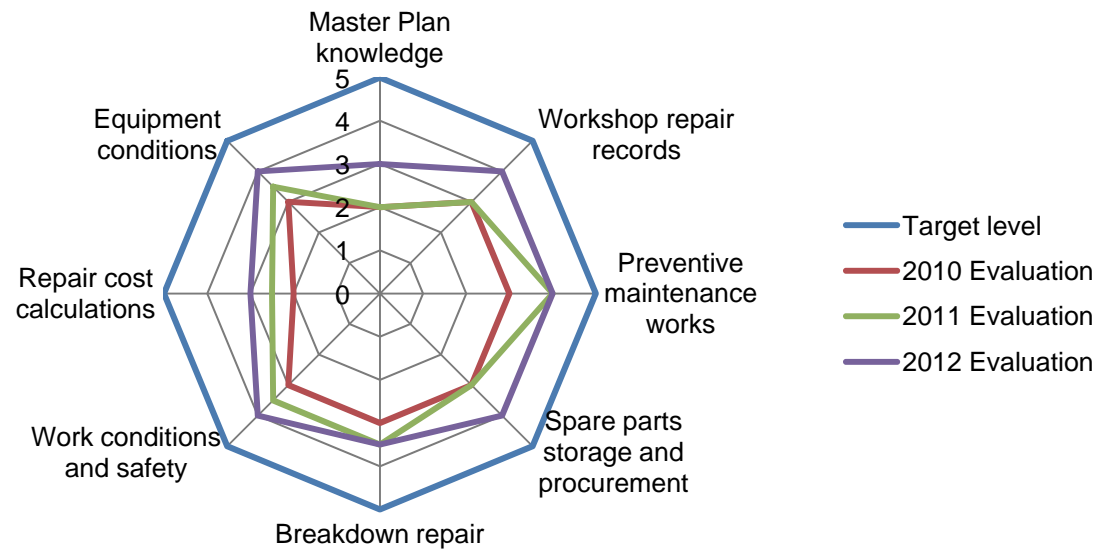 Master Plan
knowledge
5
4
3
2
1
0
Equipment
conditions
Workshop repair
records
Repair cost
calculations
Preventive
maintenance
works
Work conditions
and safety
Spare parts
storage and
procurement
Breakdown repair
Target level
2010 Evaluation
2011 Evaluation
2012 Evaluation